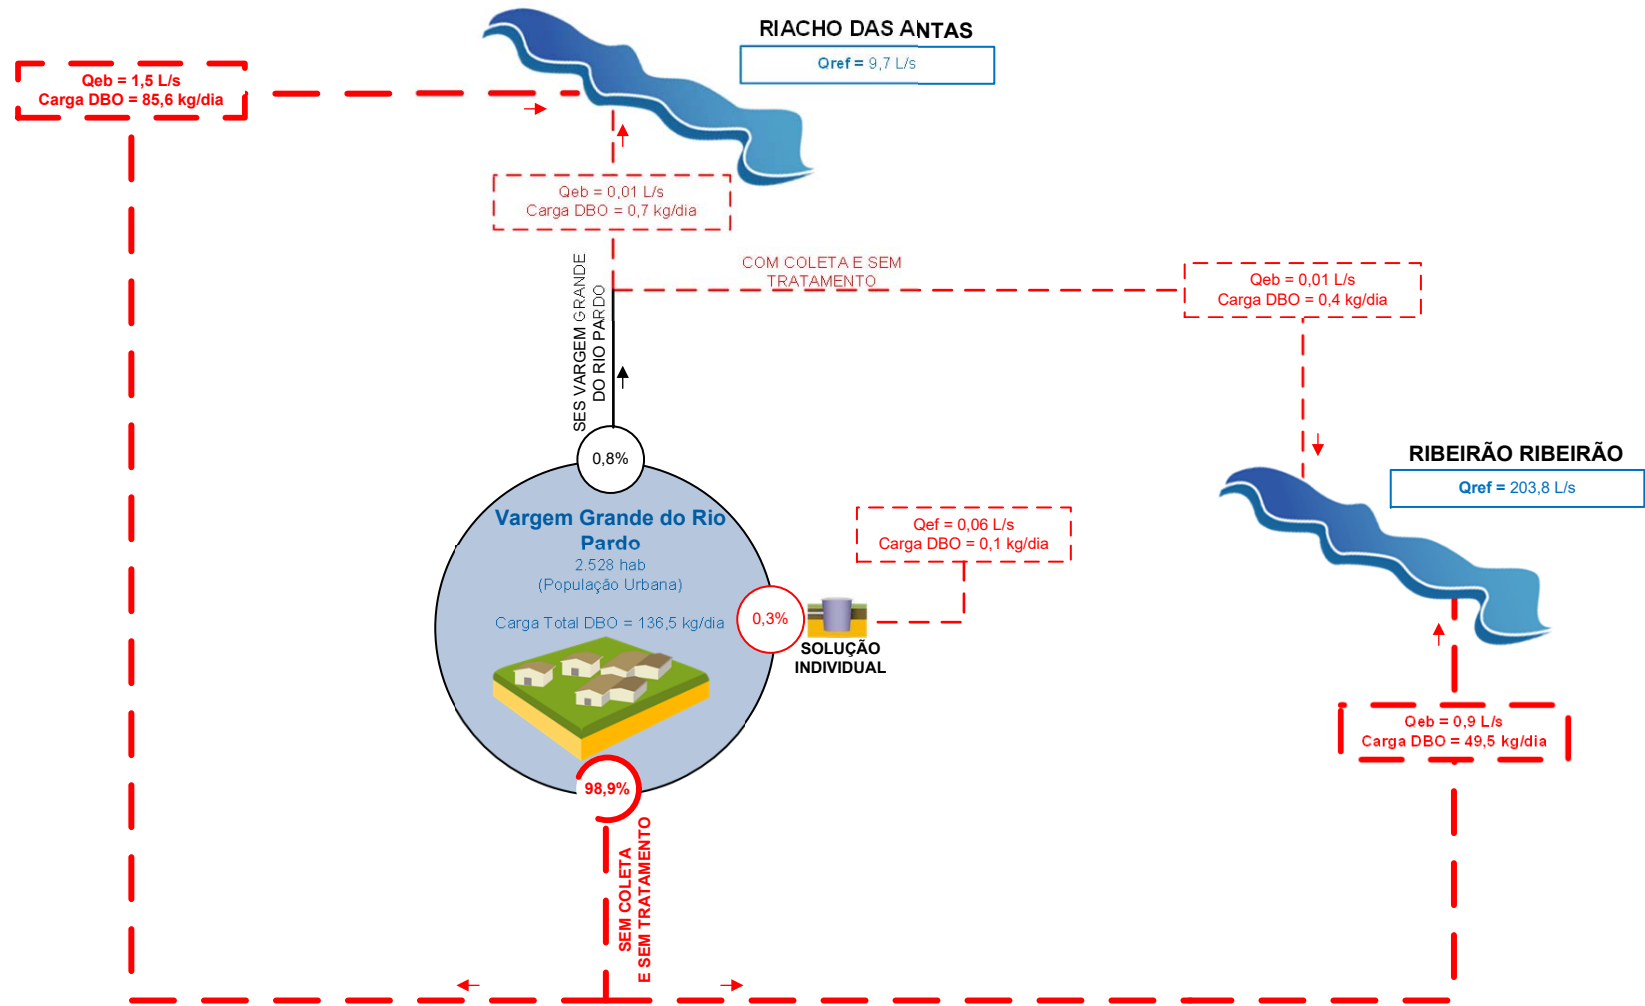 RIACHO DAS ANTAS
Qref = 9,7 L/s
Qeb = 1,5 L/s
Carga DBO = 85,6 kg/dia
Qeb = 0,01 L/s
Carga DBO = 0,7 kg/dia
COM COLETA E SEM
TRATAMENTO
Qeb = 0,01 L/s
Carga DBO = 0,4 kg/dia
SES VARGEM GRANDE
DO RIO PARDO
0,8%
RIBEIRÃO RIBEIRÃO
Qref = 203,8 L/s
Vargem Grande do Rio
Pardo
2.528 hab
(População Urbana)
Carga Total DBO = 136,5 kg/dia
Qef = 0,06 L/s
Carga DBO = 0,1 kg/dia
0,3%
SOLUÇÃO
INDIVIDUAL
Qeb = 0,9 L/s
Carga DBO = 49,5 kg/dia
98,9%
SEM COLETA
E SEM TRATAMENTO